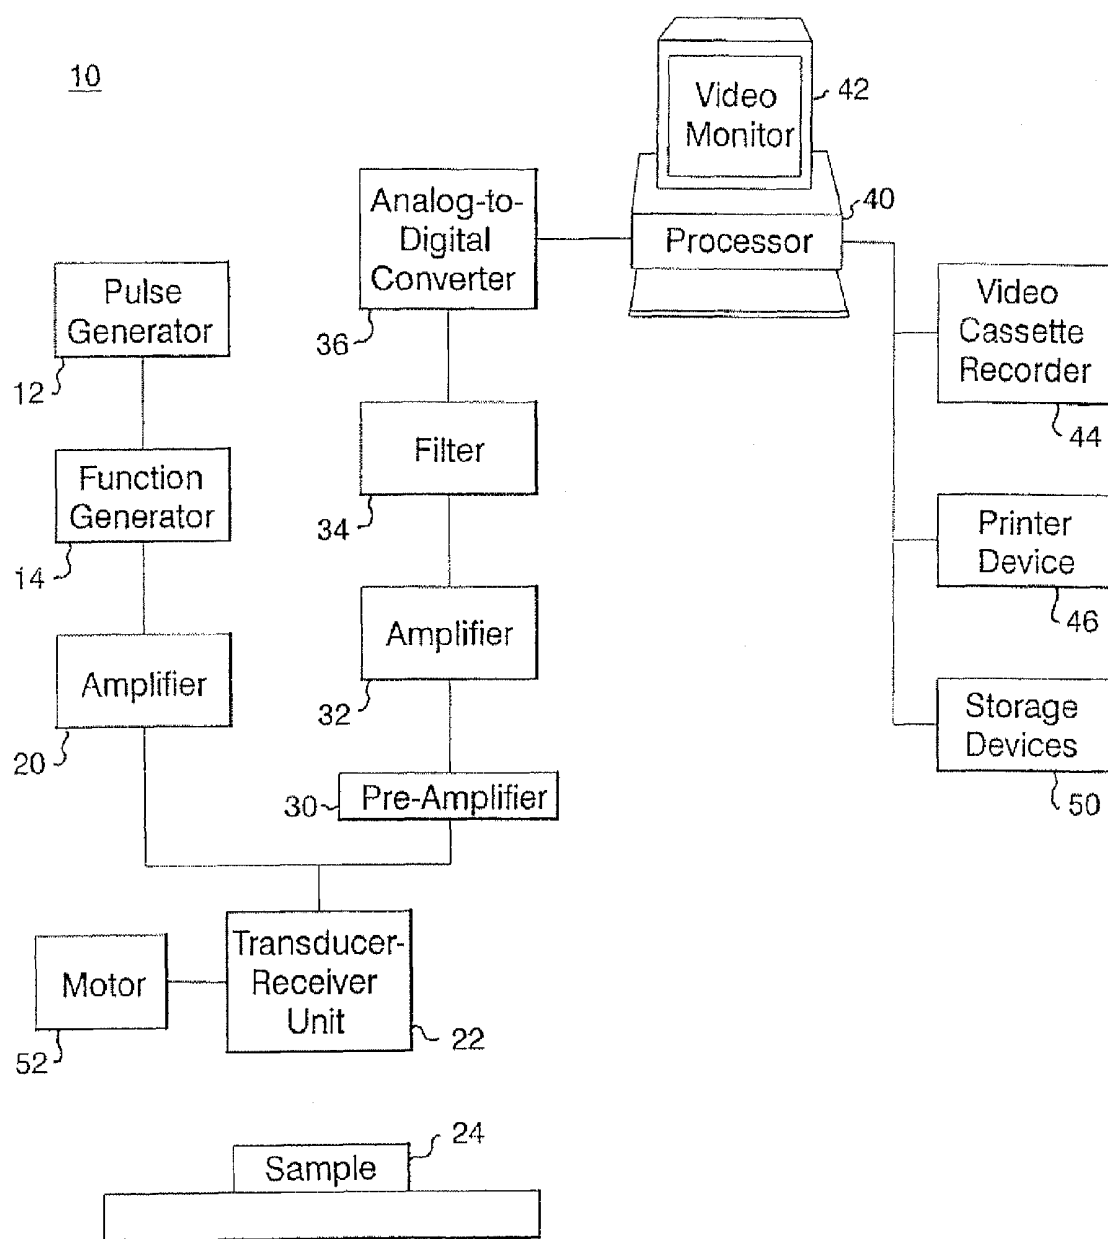 10
Video
Monitor
42
Analog-to-
Digital
Converter
36
Processor
40
Pulse
Generator
12
Video
Cassette
Recorder
44
Function
Generator
14
Filter
34
Printer
Device
46
Amplifier
20
Amplifier
32
Storage
Devices
50
30
Pre-Amplifier
Motor
52
Transducer-
Receiver
Unit
22
Sample
24